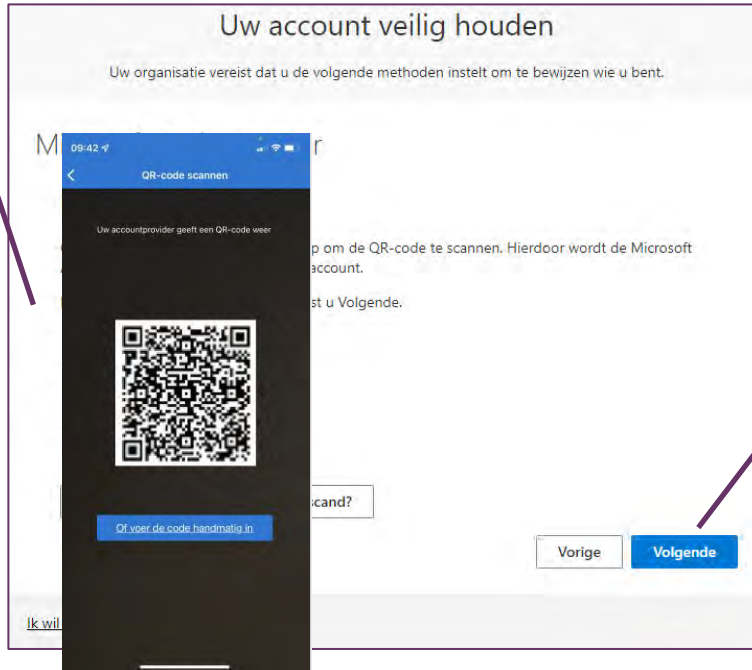 Uw account veilig houden
Uw organisatie vereist dat u de volgende methoden instelt om te bewijzen wie u bent.
M
r
09:42
QR-code scannen
Uw accountprovider geeft een QR-code weer
p om de QR-code te scannen. Hierdoor wordt de Microsoft
account.
st u Volgende.
cand?
Of voer de code handmatig in
Vorige
Volgende
Ik wil